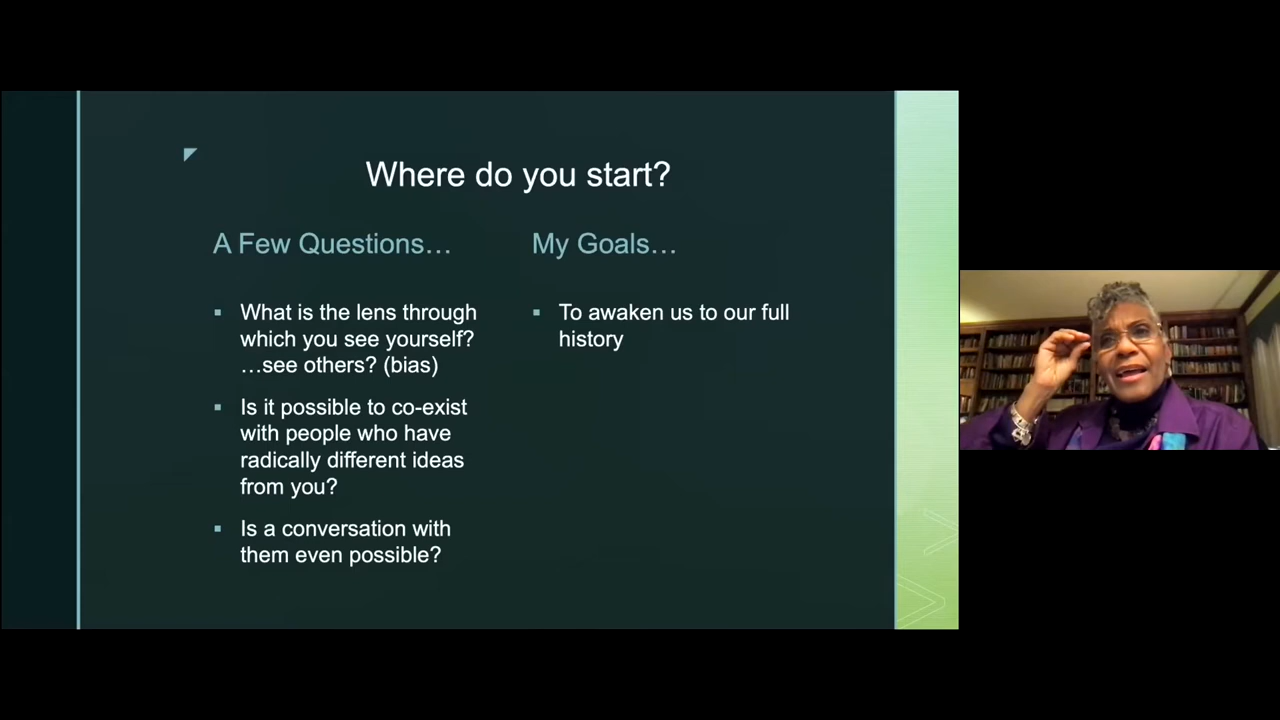 Where do you start?
A Few Questions…
What is the lens through
which you see yourself?
…see others? (bias)
Is it possible to co-exist
with people who have
radically different ideas
from you?
Is a conversation with
them even possible?
My Goals…
To awaken us to our full
history